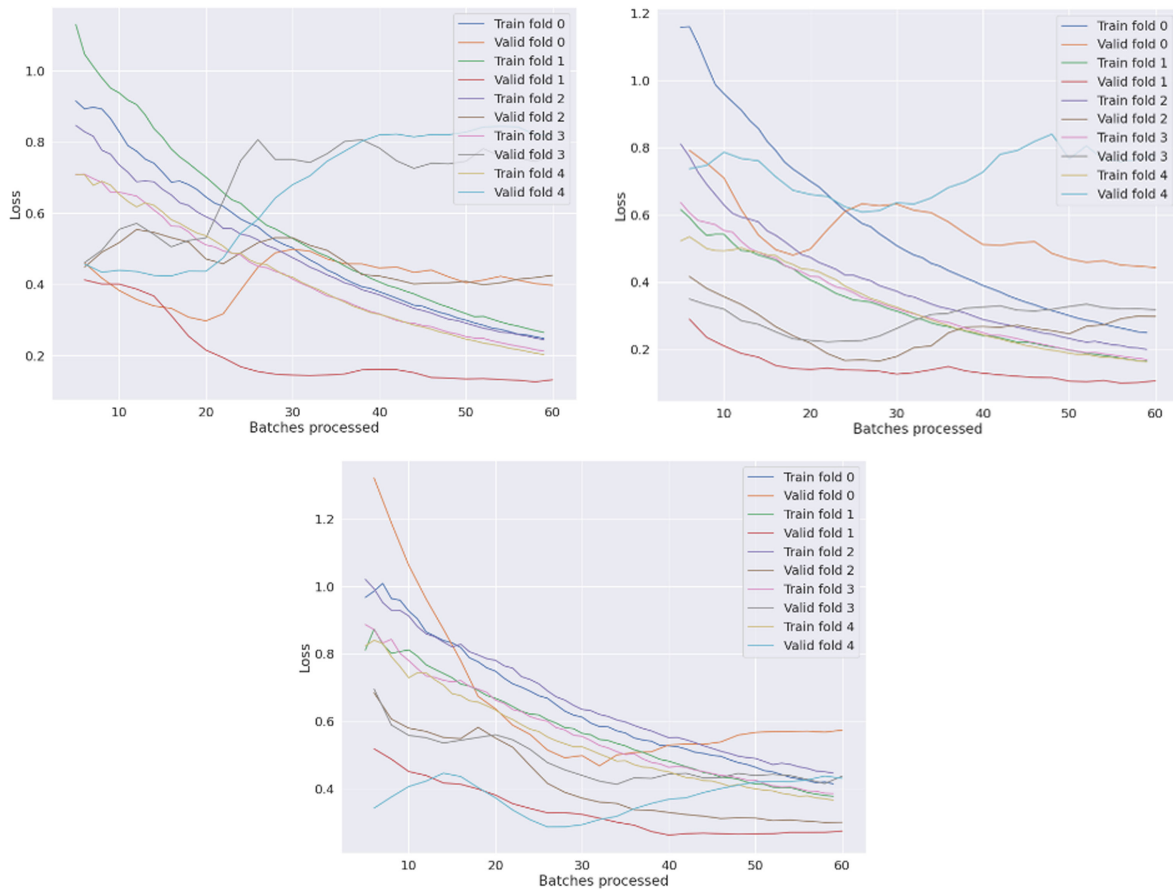 Train fold 0
Valid fold 0
Train fold 1
Valid fold 1
Train fold 2
Valid fold 2
Train fold 3
Valid fold 3
Train fold 4
Valid fold 4
1.0
0.8
0.6
0.4
0.2
Loss
10 20 30 40 50 60
Batches processed
Train fold 0
Valid fold 0
Train fold 1
Valid fold 1
Train fold 2
Valid fold 2
Train fold 3
Valid fold 3
Train fold 4
Valid fold 4
1.2
1.0
0.8
0.6
0.4
0.2
Loss
10 20 30 40 50 60
Batches processed
Train fold 0
Valid fold 0
Train fold 1
Valid fold 1
Train fold 2
Valid fold 2
Train fold 3
Valid fold 3
Train fold 4
Valid fold 4
1.2
1.0
0.8
0.6
0.4
Loss
10 20 30 40 50 60
Batches processed